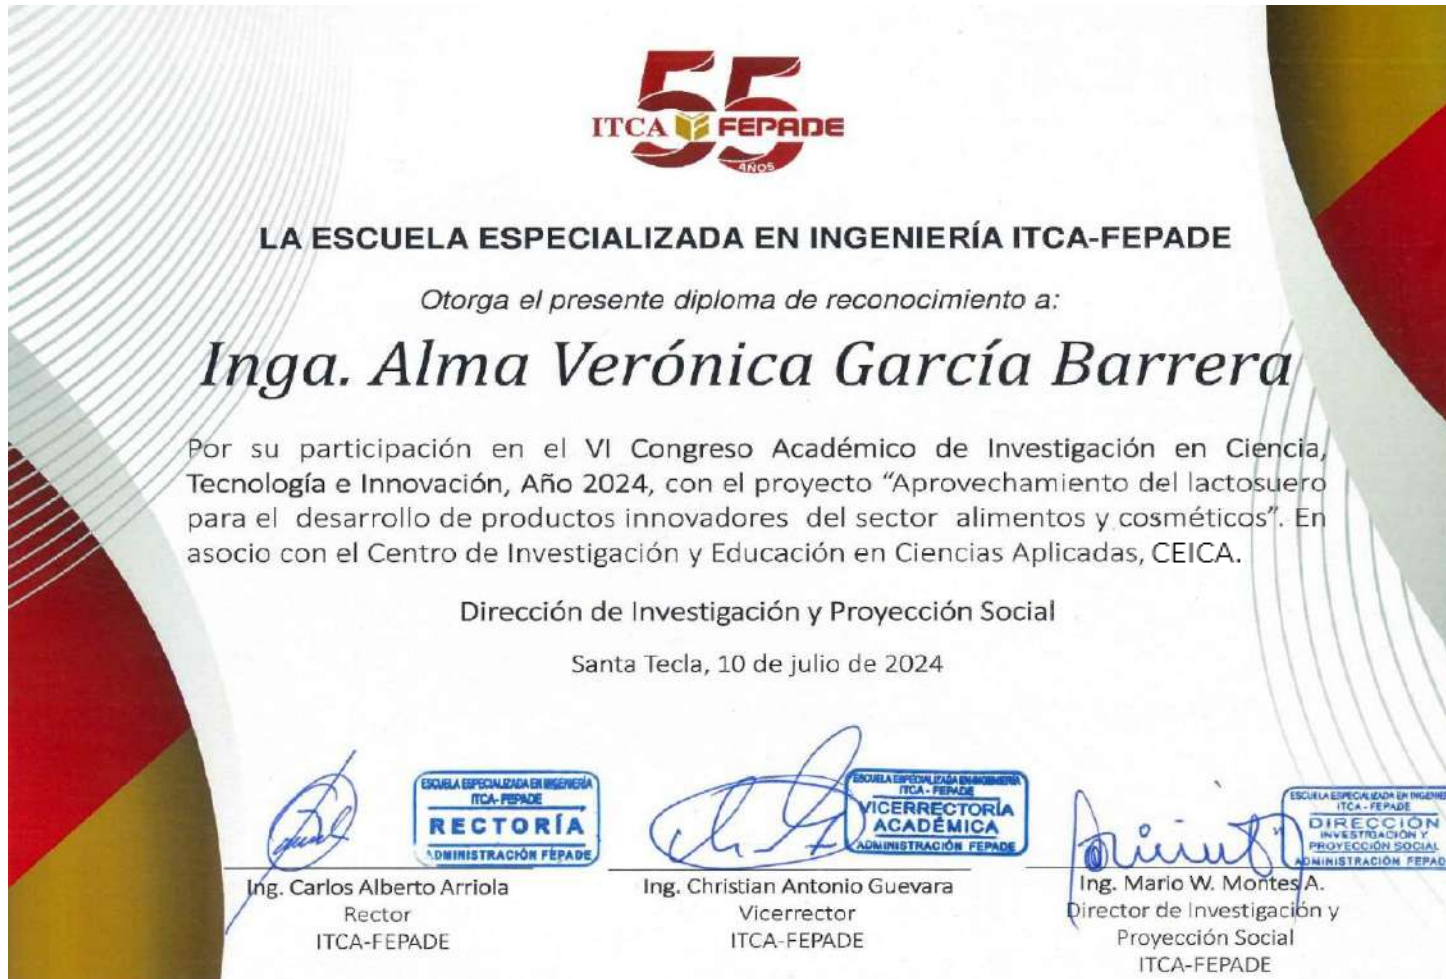 55
ITCA FEPADE
AÑOS
LA ESCUELA ESPECIALIZADA EN INGENIERÍA ITCA-FEPADE
Otorga el presente diploma de reconocimiento a:
Inga. Alma Verónica García Barrera
Por su participación en el VI Congreso Académico de Investigación en Ciencia,
Tecnología e Innovación, Año 2024, con el proyecto “Aprovechamiento del lactosuero
para el desarrollo de productos innovadores del sector alimentos y cosméticos”. En
asocio con el Centro de Investigación y Educación en Ciencias Aplicadas, CEICA.
Dirección de Investigación y Proyección Social
Santa Tecla, 10 de julio de 2024
ESCUELA ESPECIALIZADA EN INGENIERÍA
ITCA-FEPADE
RECTORÍA
ADMINISTRACIÓN FEPADE
Ing. Carlos Alberto Arriola
Rector
ITCA-FEPADE
ESCUELA ESPECIALIZADA EN INGENIERÍA
ITCA - FEPADE
VICERRECTORÍA
ACADÉMICA
ADMINISTRACIÓN FEPADE
Ing. Christian Antonio Guevara
Vicerrector
ITCA-FEPADE
ESCUELA ESPECIALIZADA EN INGENIE
ITCA - FEPADE
DIRECCIÓN
INVESTIGACIÓN Y
PROYECCIÓN SOCIAL
ADMINISTRACIÓN FEPAD
Ing. Mario W. Montes A.
Director de Investigación y
Proyección Social
ITCA-FEPADE